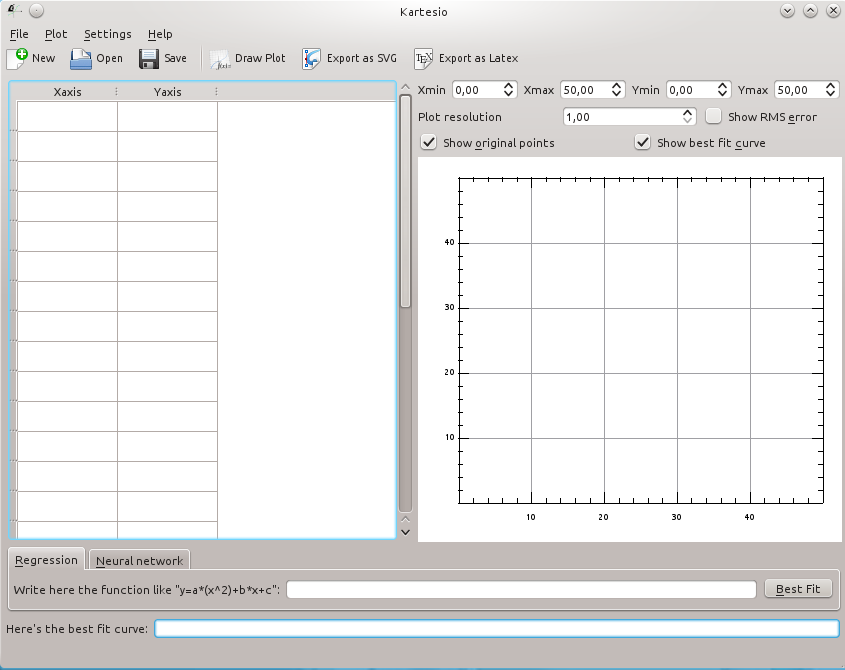 Kartesio
File Plot Settings Help
New Open Save Draw Plot Export as SVG Export as Latex
Xaxis Yaxis
Xmin 0,00 Xmax 50,00 Ymin 0,00 Ymax 50,00
Plot resolution 1,00 Show RMS error
Show original points Show best fit curve
40
30
20
10
10 20 30 40
Regression Neural network
Write here the function like "y=a*(x^2)+b*x+c": Best Fit
Here's the best fit curve: